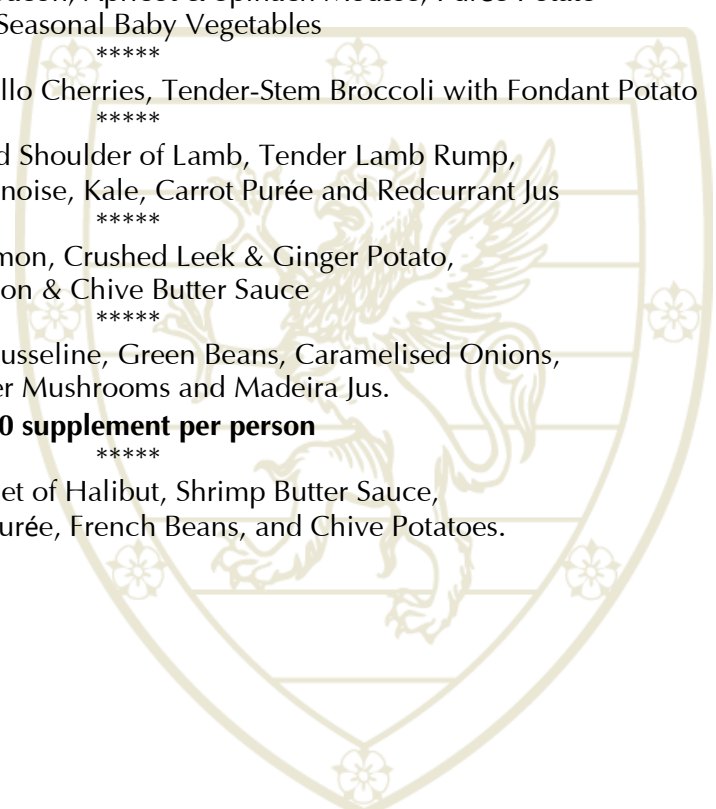 Seasonal Baby Vegetables
*****
llo Cherries, Tender-Stem Broccoli with Fondant Potato
*****
d Shoulder of Lamb, Tender Lamb Rump,
noise, Kale, Carrot Purée and Redcurrant Jus
*****
mon, Crushed Leek & Ginger Potato,
on & Chive Butter Sauce
*****
usseline, Green Beans, Caramelised Onions,
er Mushrooms and Madeira Jus.
0 supplement per person
*****
et of Halibut, Shrimp Butter Sauce,
urée, French Beans, and Chive Potatoes.